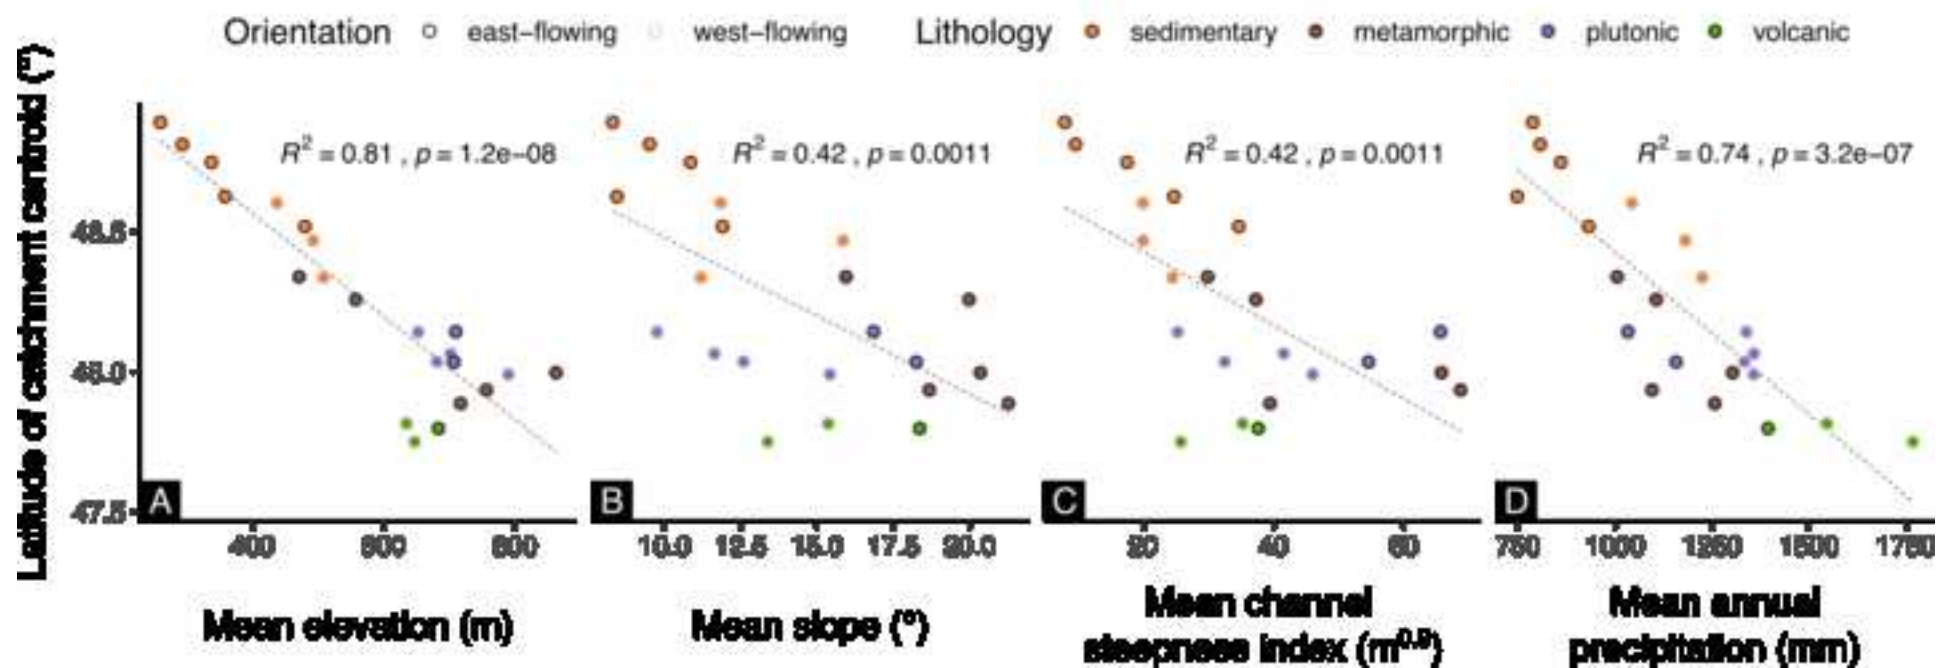 Orientation east–flowing west–flowing Lithology sedimentary metamorphic plutonic volcanic
Latitude of catchment centroid (°)
R² = 0.81 , p = 1.2e−08
R² = 0.42 , p = 0.0011
R² = 0.42 , p = 0.0011
R² = 0.74 , p = 3.2e−07
48.5
48.0
47.5
A
B
C
D
400 600 800
10.0 12.5 15.0 17.5 20.0
20 40 60
750 1000 1250 1500 1750
Mean elevation (m)
Mean slope (°)
Mean channel
steepness index (m⁰·⁹)
Mean annual
precipitation (mm)